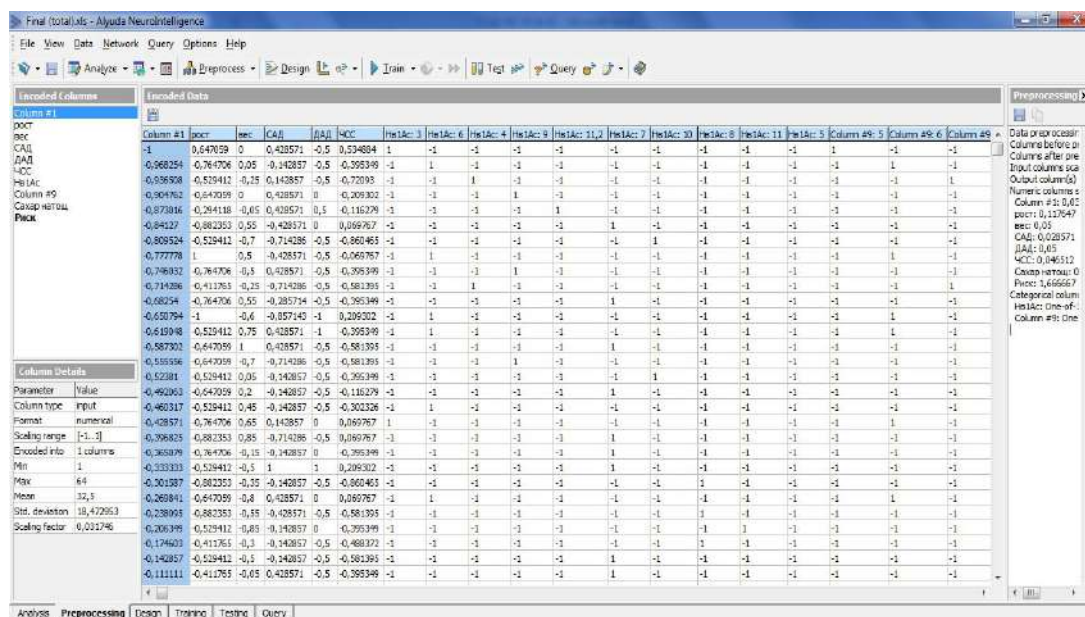 Final (total).xls - Alyuda NeuroIntelligence
File View Data Network Query Options Help
Analyze Preprocess Design Train Test Query
Encoded Columns
Column #1
рост
вес
САД
ДАД
ЧСС
Hв1Ac
Column #9
Сахар натощ
Риск
Encoded Data
Column #1 рост вес САД ДАД ЧСС Hв1Ac: 3 Hв1Ac: 6 Hв1Ac: 4 Hв1Ac: 9 Hв1Ac: 11,2 Hв1Ac: 7 Hв1Ac: 10 Hв1Ac: 8 Hв1Ac: 11 Hв1Ac: 5 Column #9: 5 Column #9: 6 Column #9
-1 0,647059 0 0,428571 -0,5 0,534884 1 -1 -1 -1 -1 -1 -1 -1 -1 -1 1 -1 -1
-0,968254 -0,764706 0,05 -0,142857 -0,5 -0,395349 -1 1 -1 -1 -1 -1 -1 -1 -1 -1 -1 1 -1
-0,936508 -0,529412 -0,25 0,142857 -0,5 -0,72093 -1 -1 1 -1 -1 -1 -1 -1 -1 -1 -1 -1 1
-0,904762 -0,647059 0 0,428571 0 -0,209302 -1 -1 -1 1 -1 -1 -1 -1 -1 -1 -1 -1 -1
-0,873016 -0,294118 -0,05 0,428571 0,5 -0,116279 -1 -1 -1 -1 1 -1 -1 -1 -1 -1 -1 -1 -1
-0,84127 -0,882353 0,55 -0,428571 0 0,069767 -1 -1 -1 -1 -1 1 -1 -1 -1 -1 -1 -1 -1
-0,809524 -0,529412 -0,7 -0,714286 -0,5 -0,860465 -1 -1 -1 -1 -1 -1 1 -1 -1 -1 -1 -1 -1
-0,777778 1 0,5 -0,428571 -0,5 -0,069767 -1 1 -1 -1 -1 -1 -1 -1 -1 -1 -1 1 -1
-0,746032 -0,764706 -0,5 0,428571 -0,5 -0,395349 -1 -1 -1 1 -1 -1 -1 -1 -1 -1 -1 -1 -1
-0,714286 -0,411765 -0,25 -0,714286 -0,5 -0,581395 -1 -1 1 -1 -1 -1 -1 -1 -1 -1 -1 -1 1
-0,68254 -0,764706 0,55 -0,285714 -0,5 -0,395349 -1 -1 -1 -1 -1 1 -1 -1 -1 -1 -1 -1 -1
-0,650794 -1 -0,6 -0,857143 -1 0,209302 -1 1 -1 -1 -1 -1 -1 -1 -1 -1 -1 1 -1
-0,619048 -0,529412 0,75 0,428571 -1 -0,395349 -1 1 -1 -1 -1 -1 -1 -1 -1 -1 -1 1 -1
-0,587302 -0,647059 1 0,428571 -0,5 -0,581395 -1 -1 -1 -1 -1 1 -1 -1 -1 -1 -1 -1 -1
-0,555556 -0,647059 -0,7 -0,714286 -0,5 -0,581395 -1 -1 -1 1 -1 -1 -1 -1 -1 -1 -1 -1 -1
-0,52381 -0,529412 0,05 -0,142857 -0,5 -0,395349 -1 -1 -1 -1 -1 -1 1 -1 -1 -1 -1 -1 -1
-0,492063 -0,647059 0,2 -0,142857 -0,5 -0,116279 -1 -1 -1 -1 -1 1 -1 -1 -1 -1 -1 -1 -1
-0,460317 -0,529412 0,45 -0,142857 -0,5 -0,302326 -1 1 -1 -1 -1 -1 -1 -1 -1 -1 -1 1 -1
-0,428571 -0,764706 0,65 0,142857 0 0,069767 1 -1 -1 -1 -1 -1 -1 -1 -1 -1 -1 1 -1
-0,396825 -0,882353 0,85 -0,714286 -0,5 0,069767 -1 -1 -1 -1 -1 1 -1 -1 -1 -1 -1 -1 -1
-0,365079 -0,764706 -0,15 -0,142857 0 -0,395349 -1 -1 -1 -1 -1 1 -1 -1 -1 -1 -1 -1 -1
-0,333333 -0,529412 -0,5 1 1 0,209302 -1 -1 -1 -1 -1 1 -1 -1 -1 -1 -1 -1 -1
-0,301587 -0,882353 -0,35 -0,142857 -0,5 -0,860465 -1 -1 -1 -1 -1 -1 -1 1 -1 -1 -1 -1 -1
-0,269841 -0,647059 -0,8 0,428571 0 0,069767 -1 1 -1 -1 -1 -1 -1 -1 -1 -1 -1 1 -1
-0,238095 -0,882353 -0,55 -0,428571 -0,5 -0,581395 -1 -1 -1 -1 -1 -1 -1 1 -1 -1 -1 -1 -1
-0,206349 -0,529412 -0,85 -0,142857 0 -0,395349 -1 -1 -1 -1 -1 -1 -1 -1 1 -1 -1 -1 -1
-0,174603 -0,411765 -0,3 -0,142857 -0,5 -0,488372 -1 -1 -1 -1 -1 -1 -1 1 -1 -1 -1 -1 -1
-0,142857 -0,529412 -0,5 -0,142857 -0,5 -0,581395 -1 -1 -1 -1 -1 1 -1 -1 -1 -1 -1 -1 -1
-0,111111 -0,411765 -0,05 0,428571 -0,5 -0,395349 -1 -1 -1 -1 -1 1 -1 -1 -1 -1 -1 -1 -1
Column Details
Parameter Value
Column type input
Format numerical
Scaling range [-1..1]
Encoded into 1 columns
Min 1
Max 64
Mean 32,5
Std. deviation 18,472953
Scaling factor 0,031746
Preprocessing
Data preprocessin
Columns before pr
Columns after pre
Input columns sca
Output column(s)
Numeric columns s
Column #1: 0,03
рост: 0,117647
вес: 0,05
САД: 0,028571
ДАД: 0,05
ЧСС: 0,046512
Сахар натощ: 0
Риск: 1,666667
Categorical colum
Hв1Ac: One-of-
Column #9: One
Analysis Preprocessing Design Training Testing Query